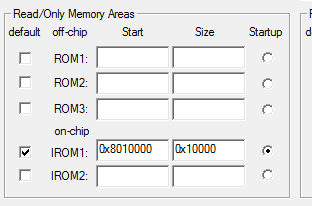 Read/Only Memory Areas
default off-chip Start Size Startup
ROM1:
ROM2:
ROM3:
on-chip
IROM1: 0x8010000 0x10000
IROM2: